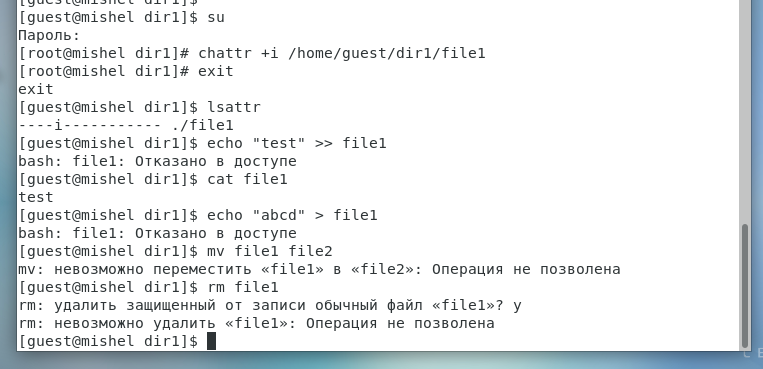 [guest@mishel dir1]$
[guest@mishel dir1]$ su
Пароль:
[root@mishel dir1]# chattr +i /home/guest/dir1/file1
[root@mishel dir1]# exit
exit
[guest@mishel dir1]$ lsattr
----i----------- ./file1
[guest@mishel dir1]$ echo "test" >> file1
bash: file1: Отказано в доступе
[guest@mishel dir1]$ cat file1
test
[guest@mishel dir1]$ echo "abcd" > file1
bash: file1: Отказано в доступе
[guest@mishel dir1]$ mv file1 file2
mv: невозможно переместить «file1» в «file2»: Операция не позволена
[guest@mishel dir1]$ rm file1
rm: удалить защищенный от записи обычный файл «file1»? y
rm: невозможно удалить «file1»: Операция не позволена
[guest@mishel dir1]$